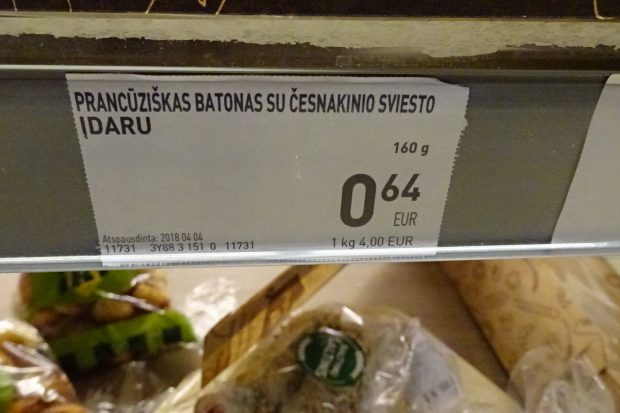 PRANCŪZIŠKAS BATONAS SU ČESNAKINIO SVIESTO
ĮDARU
160 g
0 64
EUR
Atspausdinta: 2018 04 04
11731 3Y88 3 151 0 11731
1 kg 4,00 EUR